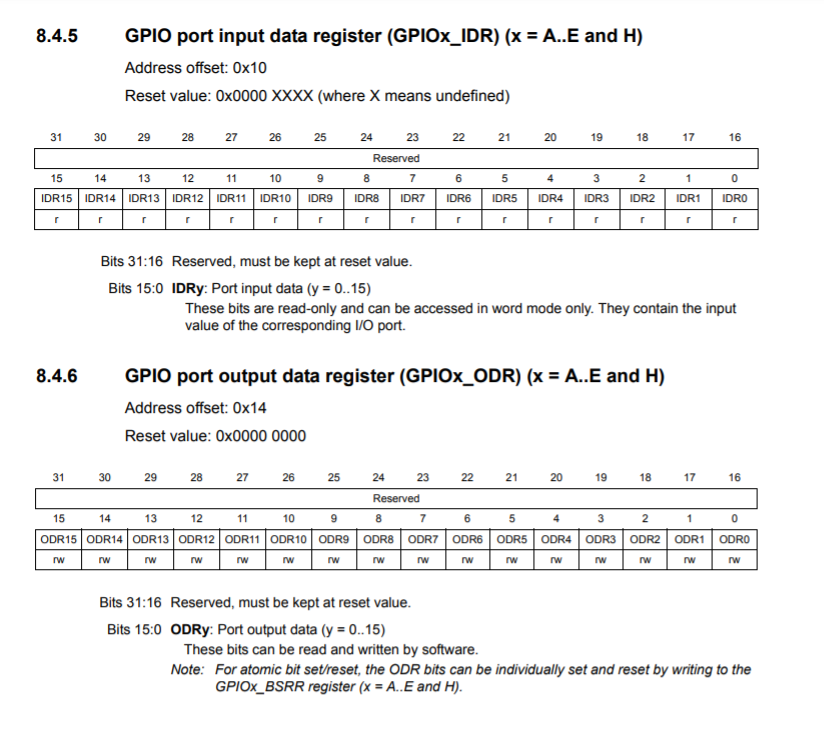 8.4.5 GPIO port input data register (GPIOx_IDR) (x = A..E and H)
Address offset: 0x10
Reset value: 0x0000 XXXX (where X means undefined)
31 30 29 28 27 26 25 24 23 22 21 20 19 18 17 16
Reserved
15 14 13 12 11 10 9 8 7 6 5 4 3 2 1 0
IDR15 IDR14 IDR13 IDR12 IDR11 IDR10 IDR9 IDR8 IDR7 IDR6 IDR5 IDR4 IDR3 IDR2 IDR1 IDR0
r r r r r r r r r r r r r r r r
Bits 31:16 Reserved, must be kept at reset value.
Bits 15:0 IDRy: Port input data (y = 0..15)
These bits are read-only and can be accessed in word mode only. They contain the input
value of the corresponding I/O port.
8.4.6 GPIO port output data register (GPIOx_ODR) (x = A..E and H)
Address offset: 0x14
Reset value: 0x0000 0000
31 30 29 28 27 26 25 24 23 22 21 20 19 18 17 16
Reserved
15 14 13 12 11 10 9 8 7 6 5 4 3 2 1 0
ODR15 ODR14 ODR13 ODR12 ODR11 ODR10 ODR9 ODR8 ODR7 ODR6 ODR5 ODR4 ODR3 ODR2 ODR1 ODR0
rw rw rw rw rw rw rw rw rw rw rw rw rw rw rw rw
Bits 31:16 Reserved, must be kept at reset value.
Bits 15:0 ODRy: Port output data (y = 0..15)
These bits can be read and written by software.
Note: For atomic bit set/reset, the ODR bits can be individually set and reset by writing to the
GPIOx_BSRR register (x = A..E and H).